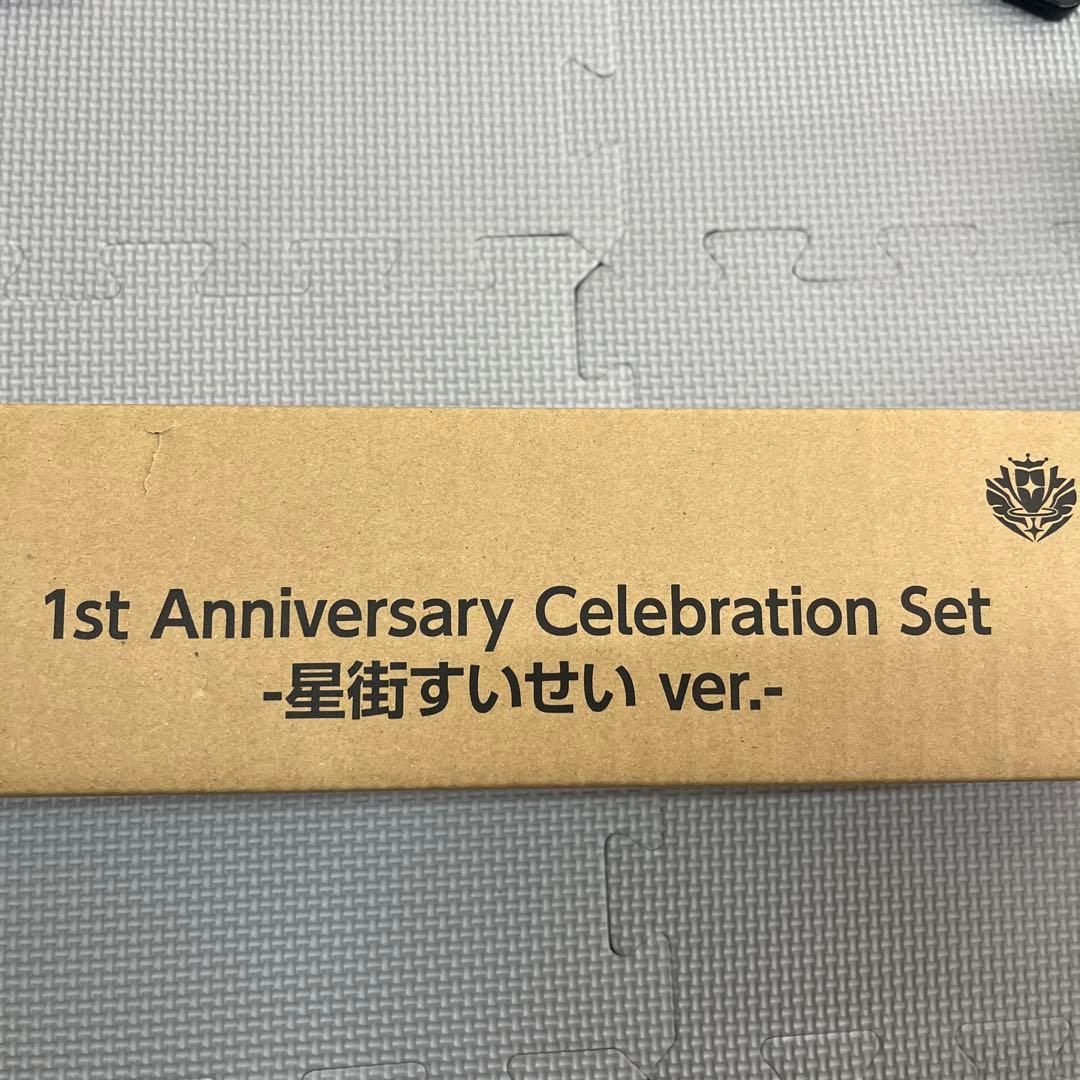 1st Anniversary Celebration Set
-星街すいせい ver.-